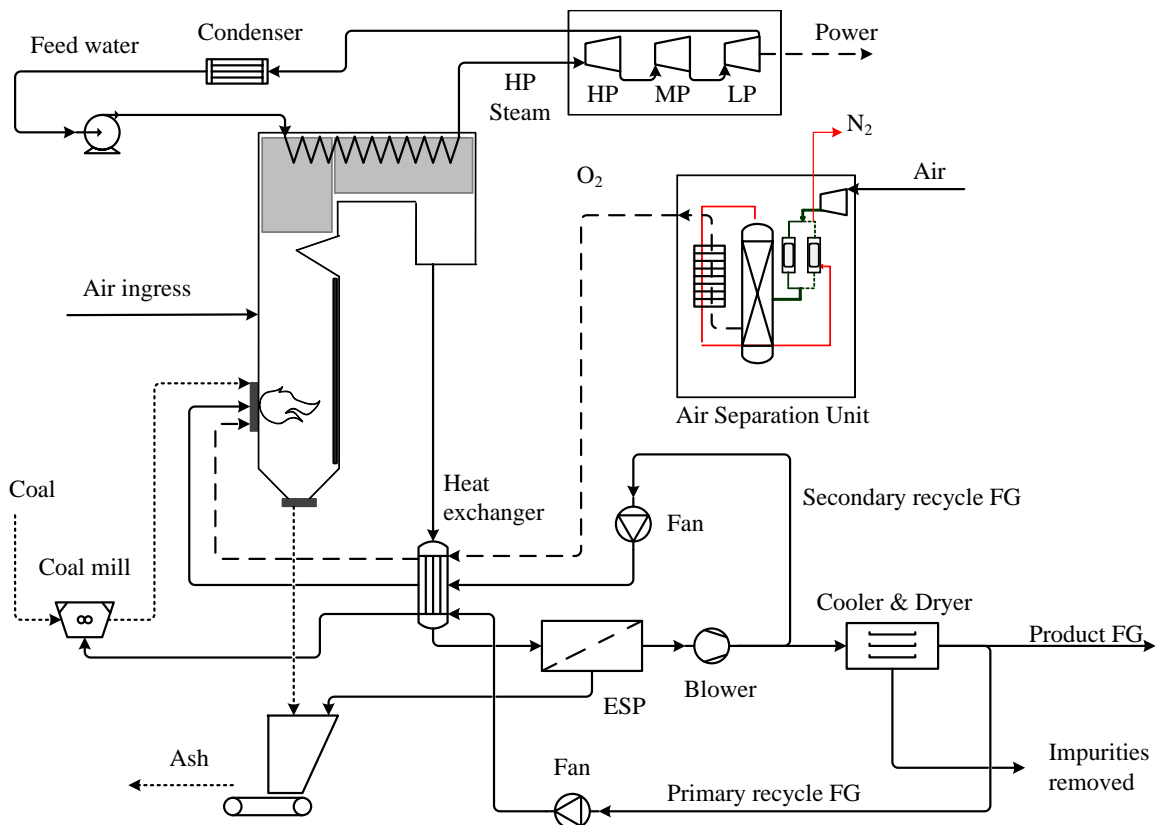 Feed water
Condenser
Power
HP
MP
LP
HP
Steam
N2
O2
Air
Air ingress
Air Separation Unit
Coal
Heat
exchanger
Fan
Secondary recycle FG
Coal mill
Cooler & Dryer
Product FG
Blower
ESP
Ash
Fan
Primary recycle FG
Impurities
removed